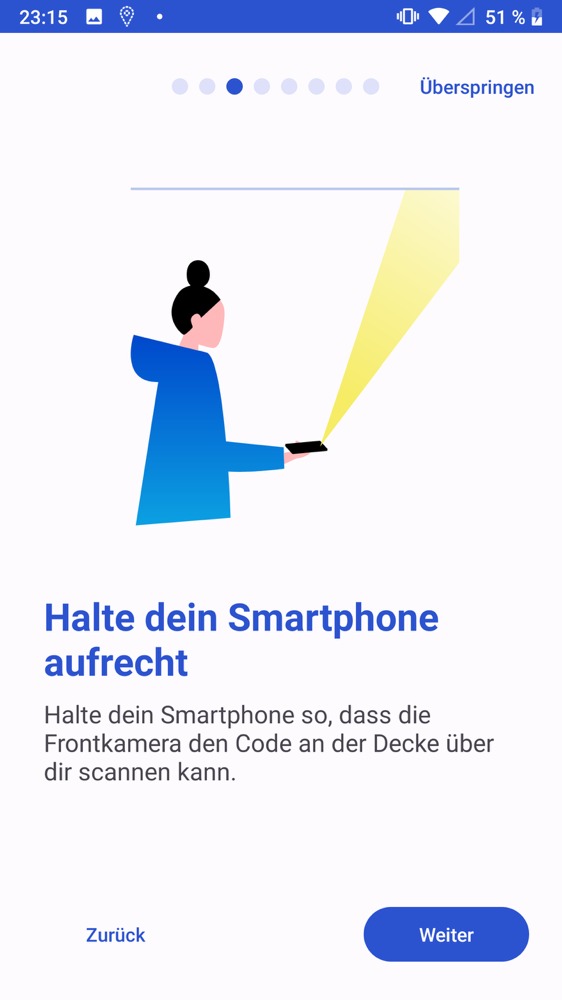 23:15
51 %
Überspringen
Halte dein Smartphone
aufrecht
Halte dein Smartphone so, dass die
Frontkamera den Code an der Decke über
dir scannen kann.
Zurück
Weiter